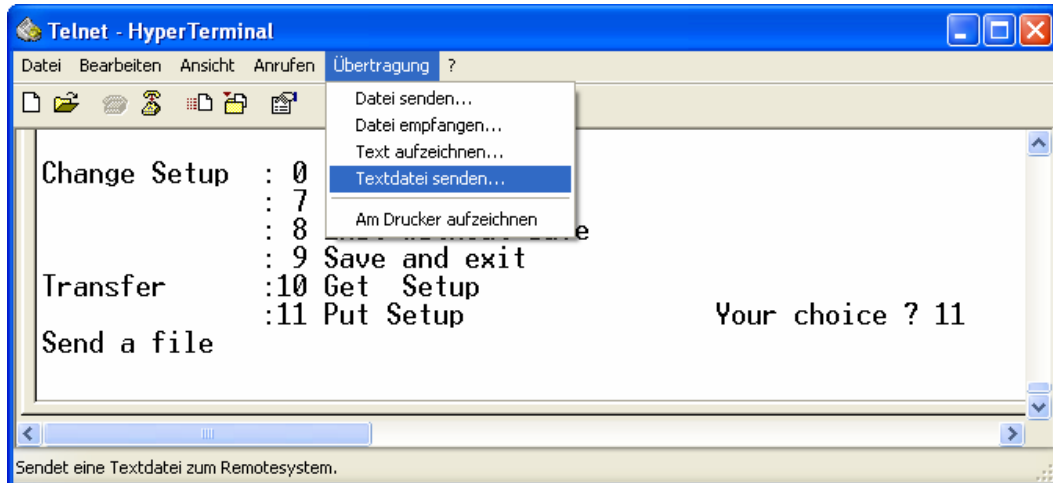 Telnet - HyperTerminal
Datei Bearbeiten Ansicht Anrufen Übertragung ?
Datei senden...
Datei empfangen...
Text aufzeichnen...
Textdatei senden...
Am Drucker aufzeichnen
Change Setup : 0
: 7
: 8
: 9 Save and exit
Transfer :10 Get Setup
:11 Put Setup Your choice ? 11
Send a file
Sendet eine Textdatei zum Remotesystem.